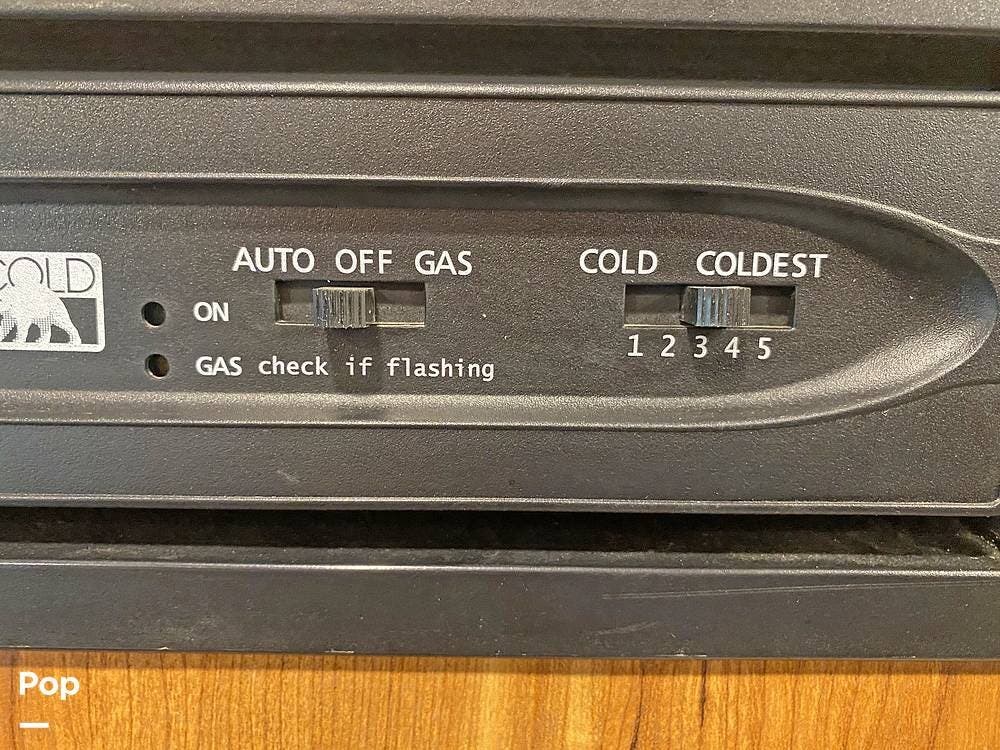 COLD
AUTO OFF GAS
COLD COLDEST
ON
1 2 3 4 5
GAS check if flashing
Pop